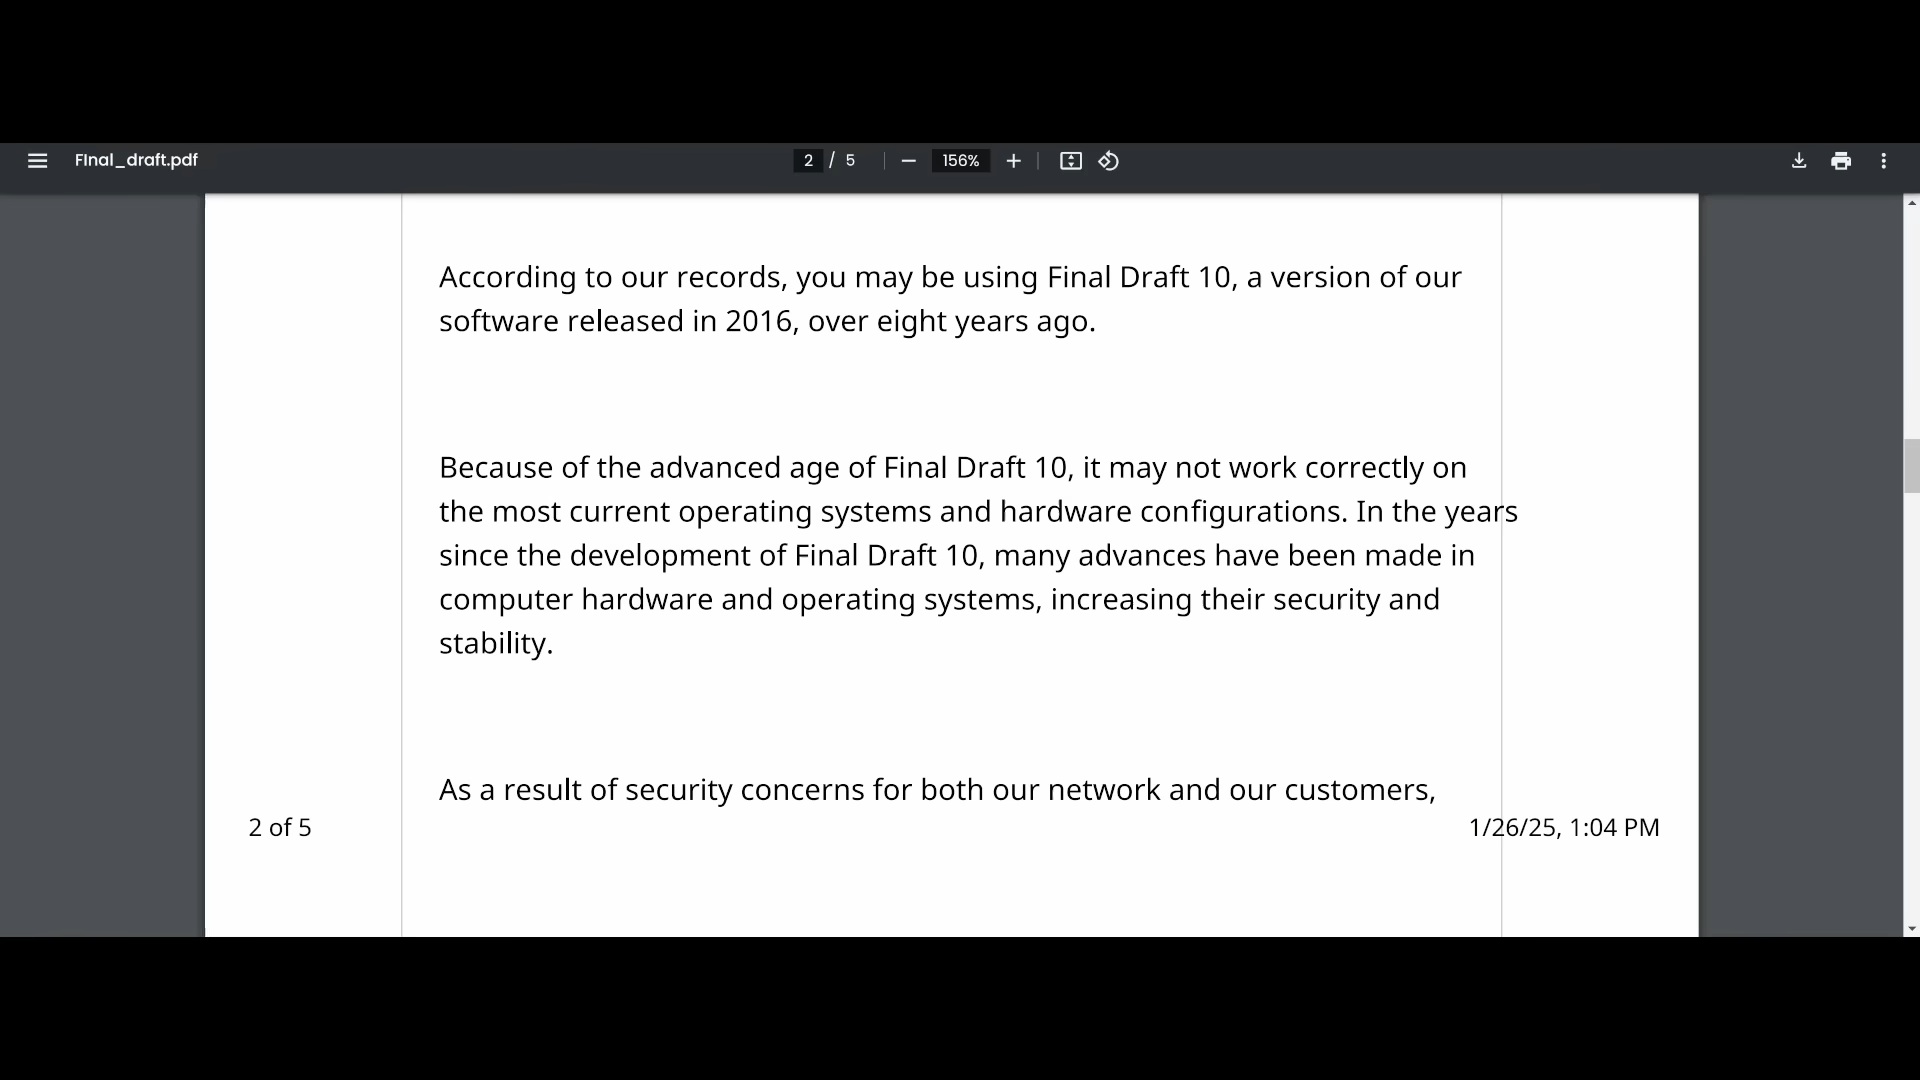 FInal_draft.pdf
2 / 5
156%
According to our records, you may be using Final Draft 10, a version of our
software released in 2016, over eight years ago.
Because of the advanced age of Final Draft 10, it may not work correctly on
the most current operating systems and hardware configurations. In the years
since the development of Final Draft 10, many advances have been made in
computer hardware and operating systems, increasing their security and
stability.
As a result of security concerns for both our network and our customers,
2 of 5
1/26/25, 1:04 PM